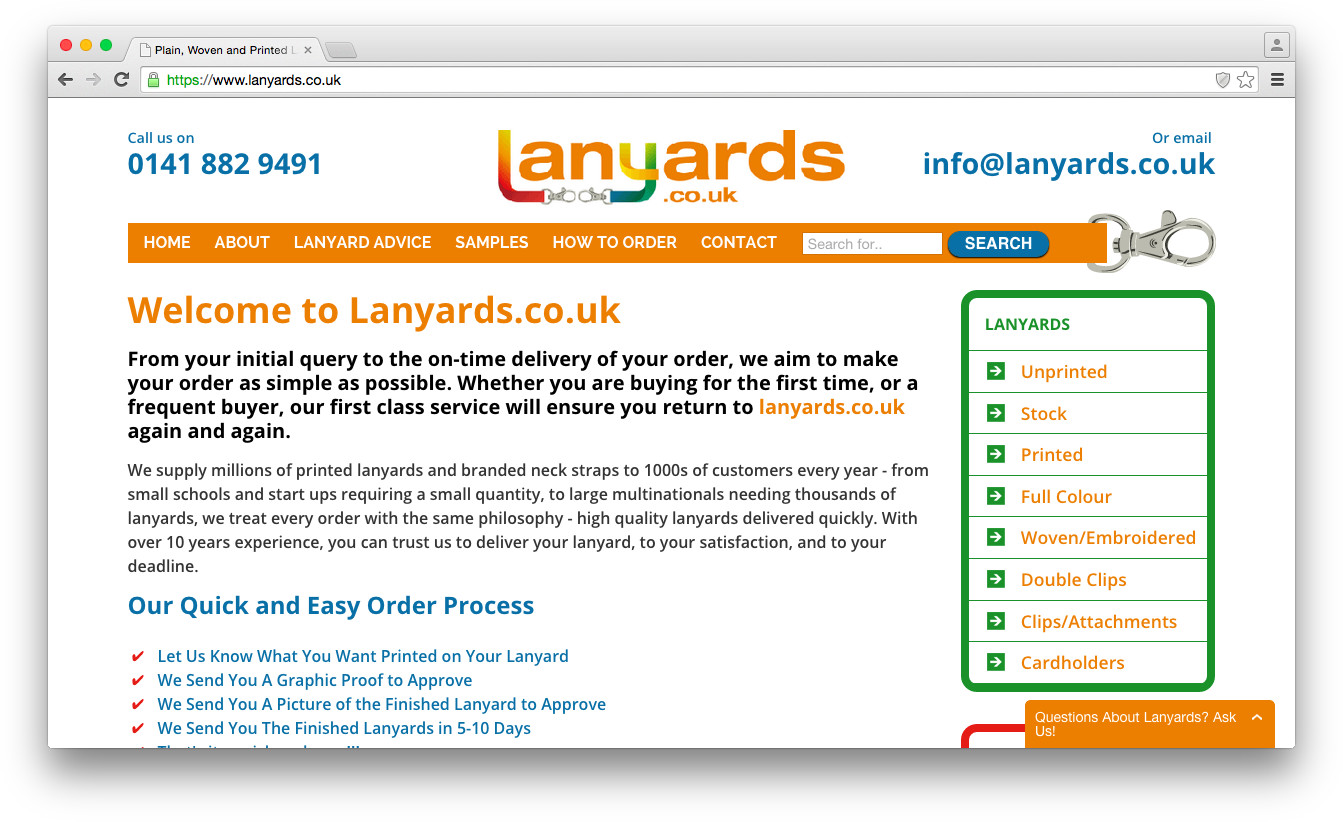 Plain, Woven and Printed L
https://www.lanyards.co.uk
Call us on
0141 882 9491
Lanyards
.co.uk
Or email
info@lanyards.co.uk
HOME ABOUT LANYARD ADVICE SAMPLES HOW TO ORDER CONTACT Search for.. SEARCH
Welcome to Lanyards.co.uk
From your initial query to the on-time delivery of your order, we aim to make
your order as simple as possible. Whether you are buying for the first time, or a
frequent buyer, our first class service will ensure you return to lanyards.co.uk
again and again.
We supply millions of printed lanyards and branded neck straps to 1000s of customers every year - from
small schools and start ups requiring a small quantity, to large multinationals needing thousands of
lanyards, we treat every order with the same philosophy - high quality lanyards delivered quickly. With
over 10 years experience, you can trust us to deliver your lanyard, to your satisfaction, and to your
deadline.
Our Quick and Easy Order Process
Let Us Know What You Want Printed on Your Lanyard
We Send You A Graphic Proof to Approve
We Send You A Picture of the Finished Lanyard to Approve
We Send You The Finished Lanyards in 5-10 Days
LANYARDS
Unprinted
Stock
Printed
Full Colour
Woven/Embroidered
Double Clips
Clips/Attachments
Cardholders
Questions About Lanyards? Ask
Us!